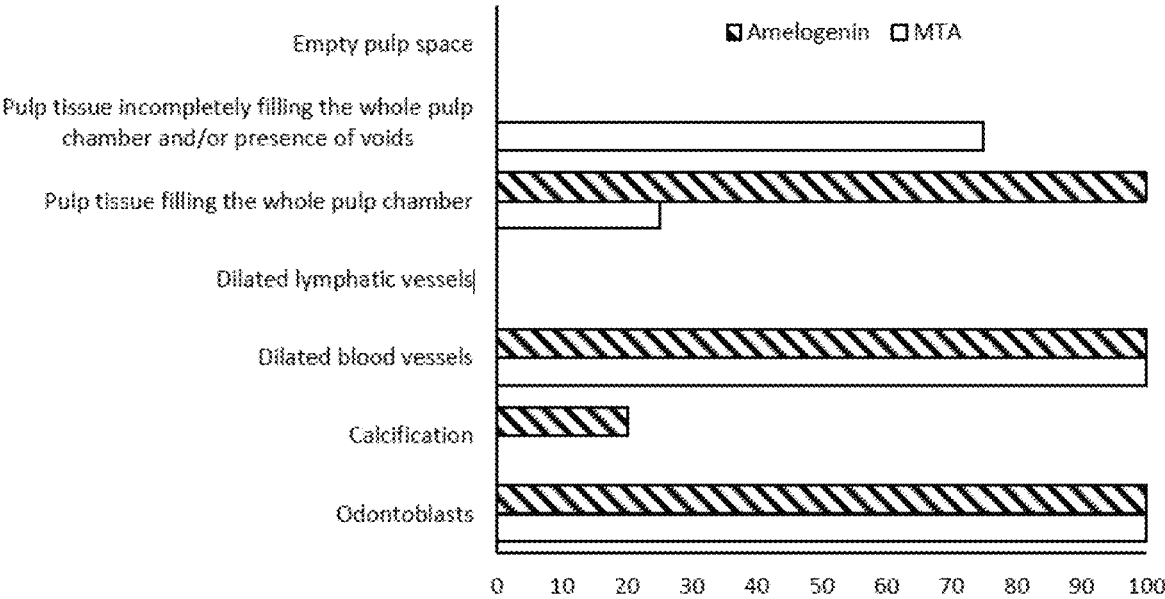 Amelogenin MTA
Empty pulp space
Pulp tissue incompletely filling the whole pulp
chamber and/or presence of voids
Pulp tissue filling the whole pulp chamber
Dilated lymphatic vessels
Dilated blood vessels
Calcification
Odontoblasts
0 10 20 30 40 50 60 70 80 90 100